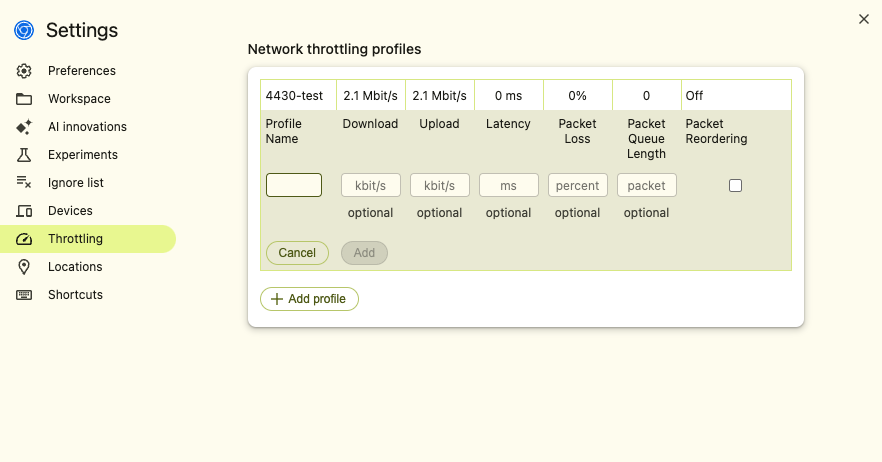 Settings
Preferences
Workspace
AI innovations
Experiments
Ignore list
Devices
Throttling
Locations
Shortcuts
Network throttling profiles
4430-test 2.1 Mbit/s 2.1 Mbit/s 0 ms 0% 0 Off
Profile Name Download Upload Latency Packet Loss Packet Queue Length Packet Reordering
kbit/s kbit/s ms percent packet
optional optional optional optional optional
Cancel Add
Add profile